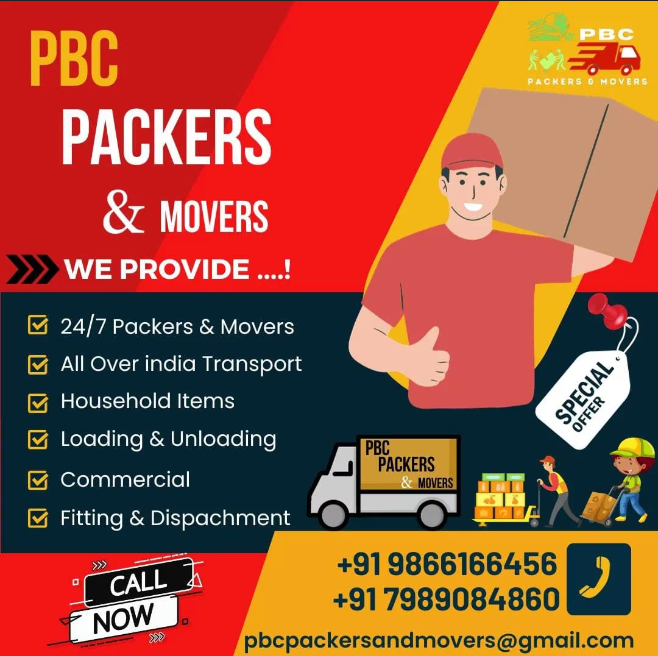 PBC
PACKERS
& MOVERS
PBC
PACKERS & MOVERS
WE PROVIDE ....!
24/7 Packers & Movers
All Over india Transport
Household Items
Loading & Unloading
Commercial
Fitting & Dispachment
SPECIAL
OFFER
PBC
PACKERS
& MOVERS
CALL
NOW
+91 9866166456
+91 7989084860
pbcpackersandmovers@gmail.com